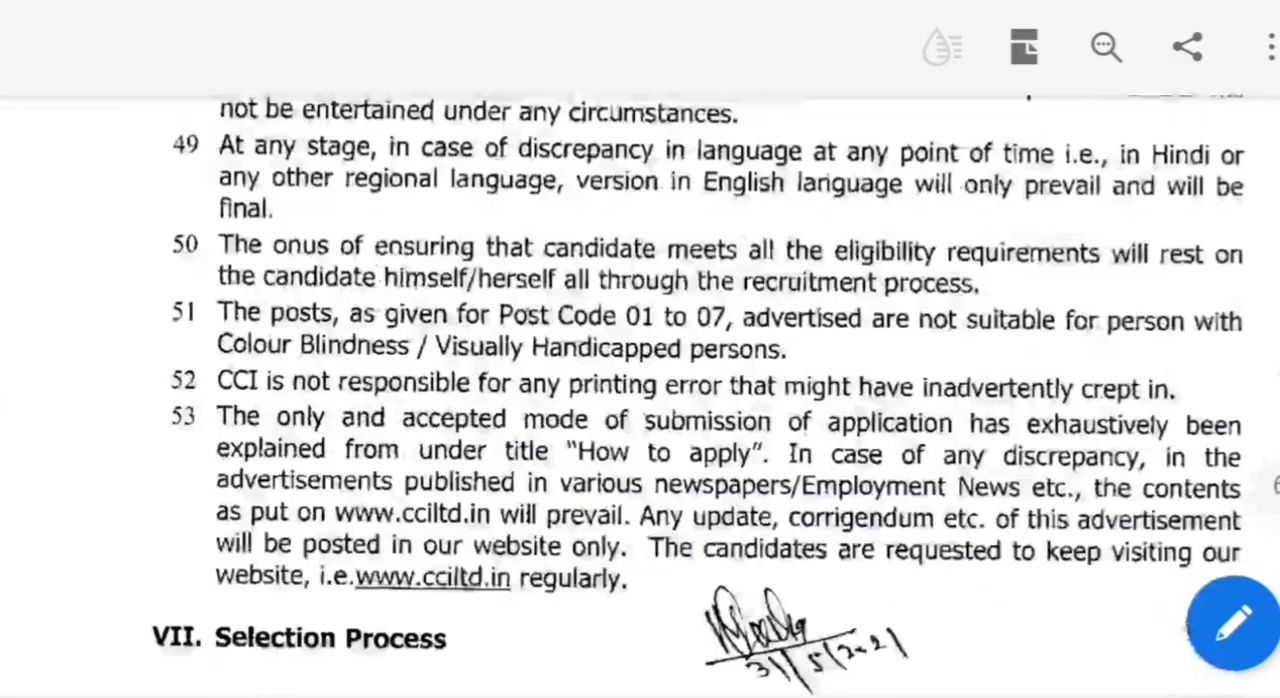 not be entertained under any circumstances.
49 At any stage, in case of discrepancy in language at any point of time i.e., in Hindi or
any other regional language, version in English language will only prevail and will be
final.
50 The onus of ensuring that candidate meets all the eligibility requirements will rest on
the candidate himself/herself all through the recruitment process.
51 The posts, as given for Post Code 01 to 07, advertised are not suitable for person with
Colour Blindness / Visually Handicapped persons.
52 CCI is not responsible for any printing error that might have inadvertently crept in.
53 The only and accepted mode of submission of application has exhaustively been
explained from under title “How to apply”. In case of any discrepancy, in the
advertisements published in various newspapers/Employment News etc., the contents
as put on www.cciltd.in will prevail. Any update, corrigendum etc. of this advertisement
will be posted in our website only. The candidates are requested to keep visiting our
website, i.e.www.cciltd.in regularly.
VII. Selection Process
31/5/2021